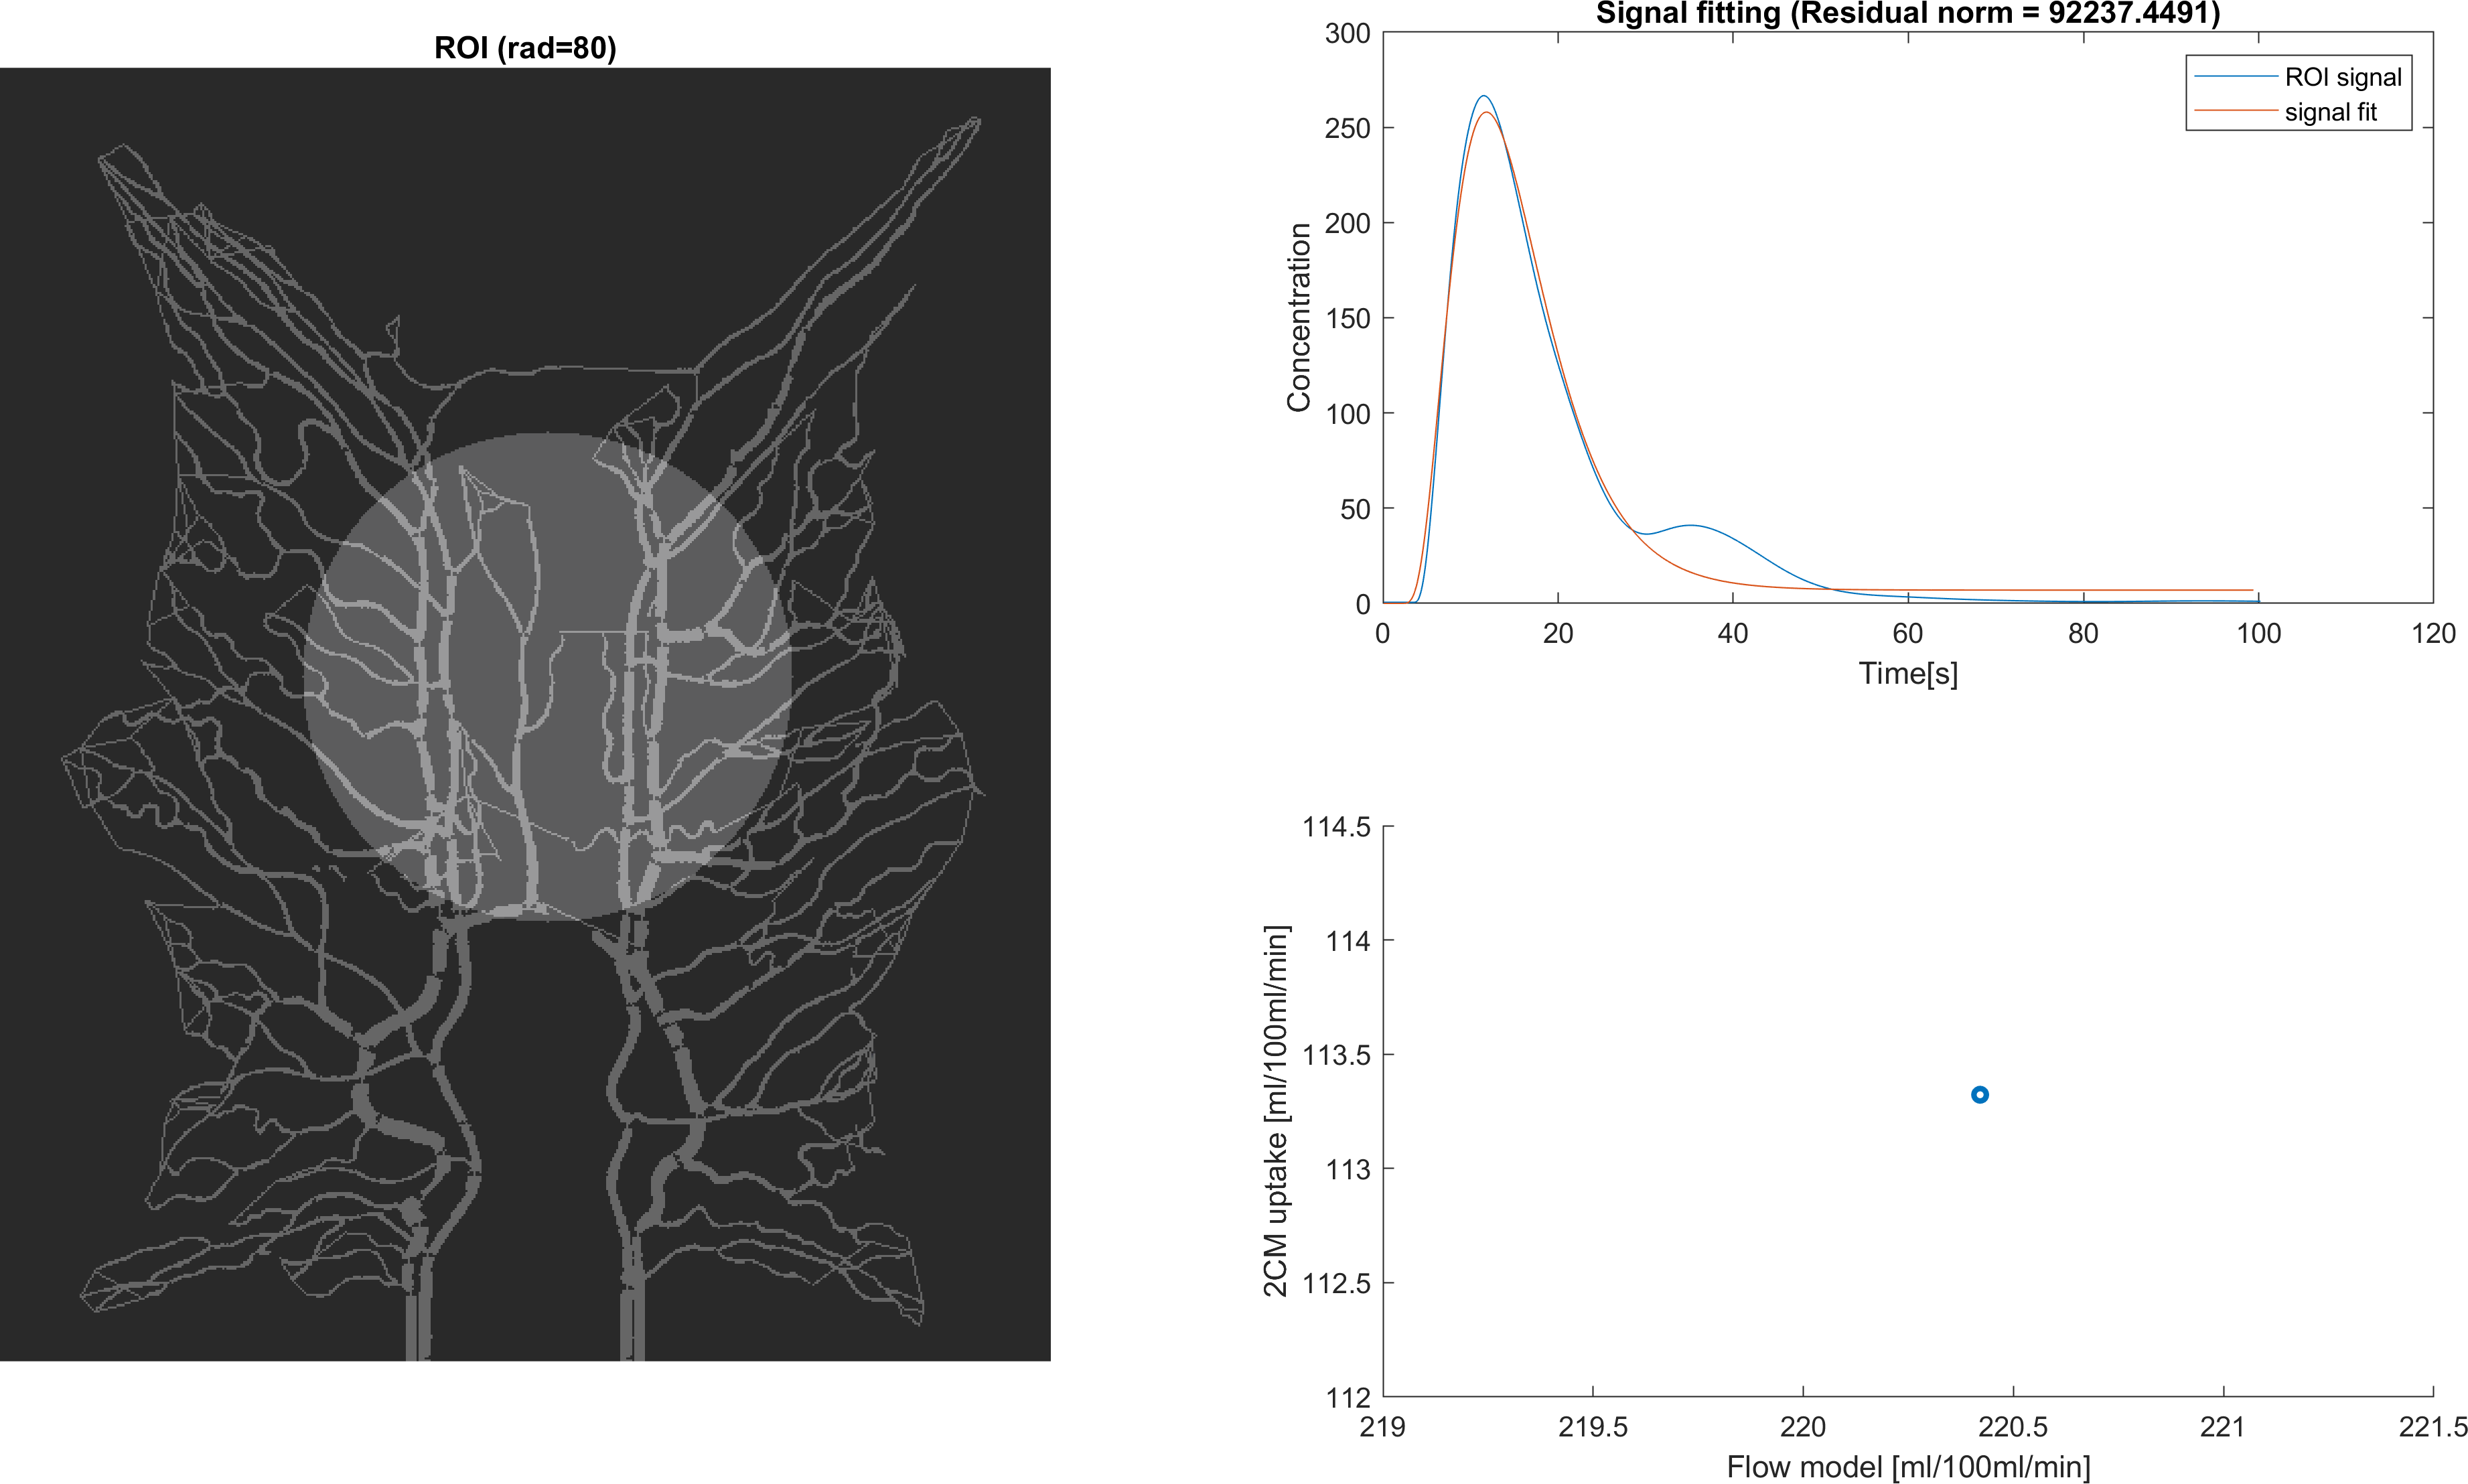 ROI (rad=80)
Signal fitting (Residual norm = 92237.4491)
300
250
200
150
100
50
0
Concentration
ROI signal
signal fit
0 20 40 60 80 100 120
Time[s]
114.5
114
113.5
113
112.5
112
2CM uptake [ml/100ml/min]
219 219.5 220 220.5 221 221.5
Flow model [ml/100ml/min]